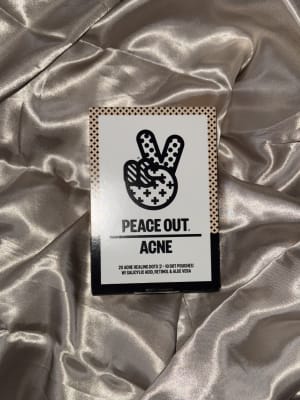 PEACE OUT
ACNE
20 ACNE HEALING DOTS (2 - 10 DOT POUCHES)
W/ SALICYLIC ACID, RETINOL & ALOE VERA